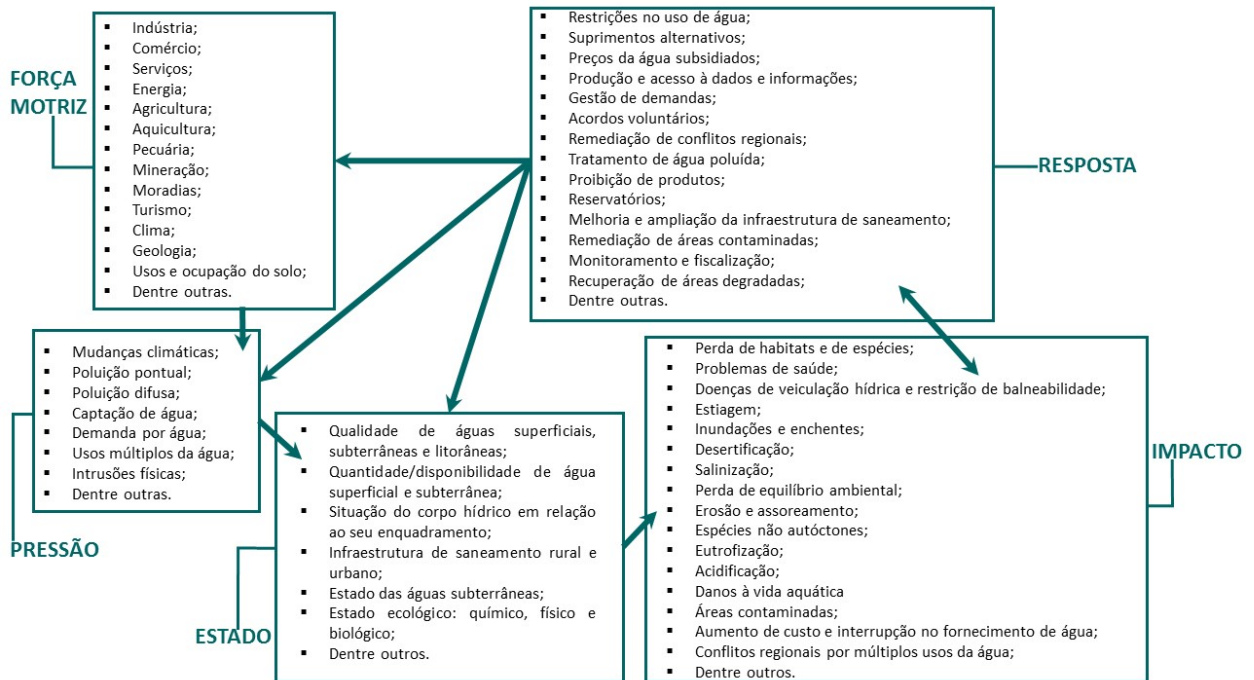 FORÇA
MOTRIZ
Indústria;
Comércio;
Serviços;
Energia;
Agricultura;
Aquicultura;
Pecuária;
Mineração;
Moradias;
Turismo;
Clima;
Geologia;
Usos e ocupação do solo;
Dentre outras.
Restrições no uso de água;
Suprimentos alternativos;
Preços da água subsidiados;
Produção e acesso à dados e informações;
Gestão de demandas;
Acordos voluntários;
Remediação de conflitos regionais;
Tratamento de água poluída;
Proibição de produtos;
Reservatórios;
Melhoria e ampliação da infraestrutura de saneamento;
Remediação de áreas contaminadas;
Monitoramento e fiscalização;
Recuperação de áreas degradadas;
Dentre outras.
RESPOSTA
Mudanças climáticas;
Poluição pontual;
Poluição difusa;
Captação de água;
Demanda por água;
Usos múltiplos da água;
Intrusões físicas;
Dentre outras.
PRESSÃO
Qualidade de águas superficiais,
subterrâneas e litorâneas;
Quantidade/disponibilidade de água
superficial e subterrânea;
Situação do corpo hídrico em relação
ao seu enquadramento;
Infraestrutura de saneamento rural e
urbano;
Estado das águas subterrâneas;
Estado ecológico: químico, físico e
biológico;
Dentre outros.
ESTADO
Perda de habitats e de espécies;
Problemas de saúde;
Doenças de veiculação hídrica e restrição de balneabilidade;
Estiagem;
Inundações e enchentes;
Desertificação;
Salinização;
Perda de equilíbrio ambiental;
Erosão e assoreamento;
Espécies não autóctones;
Eutrofização;
Acidificação;
Danos à vida aquática
Áreas contaminadas;
Aumento de custo e interrupção no fornecimento de água;
Conflitos regionais por múltiplos usos da água;
Dentre outros.
IMPACTO